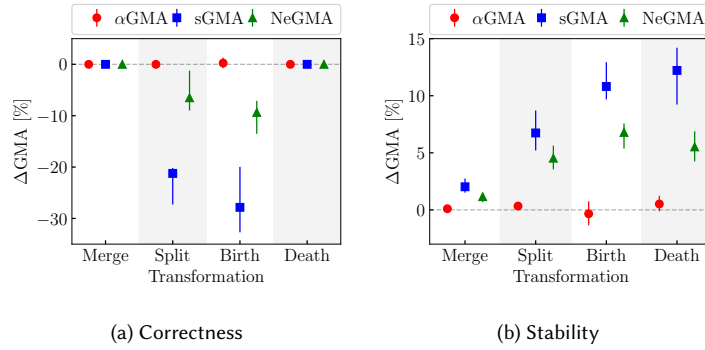 αGMA sGMA NeGMA
0
−10
−20
−30
ΔGMA [%]
Merge Split Birth Death
Transformation
(a) Correctness
αGMA sGMA NeGMA
15
10
5
0
ΔGMA [%]
Merge Split Birth Death
Transformation
(b) Stability